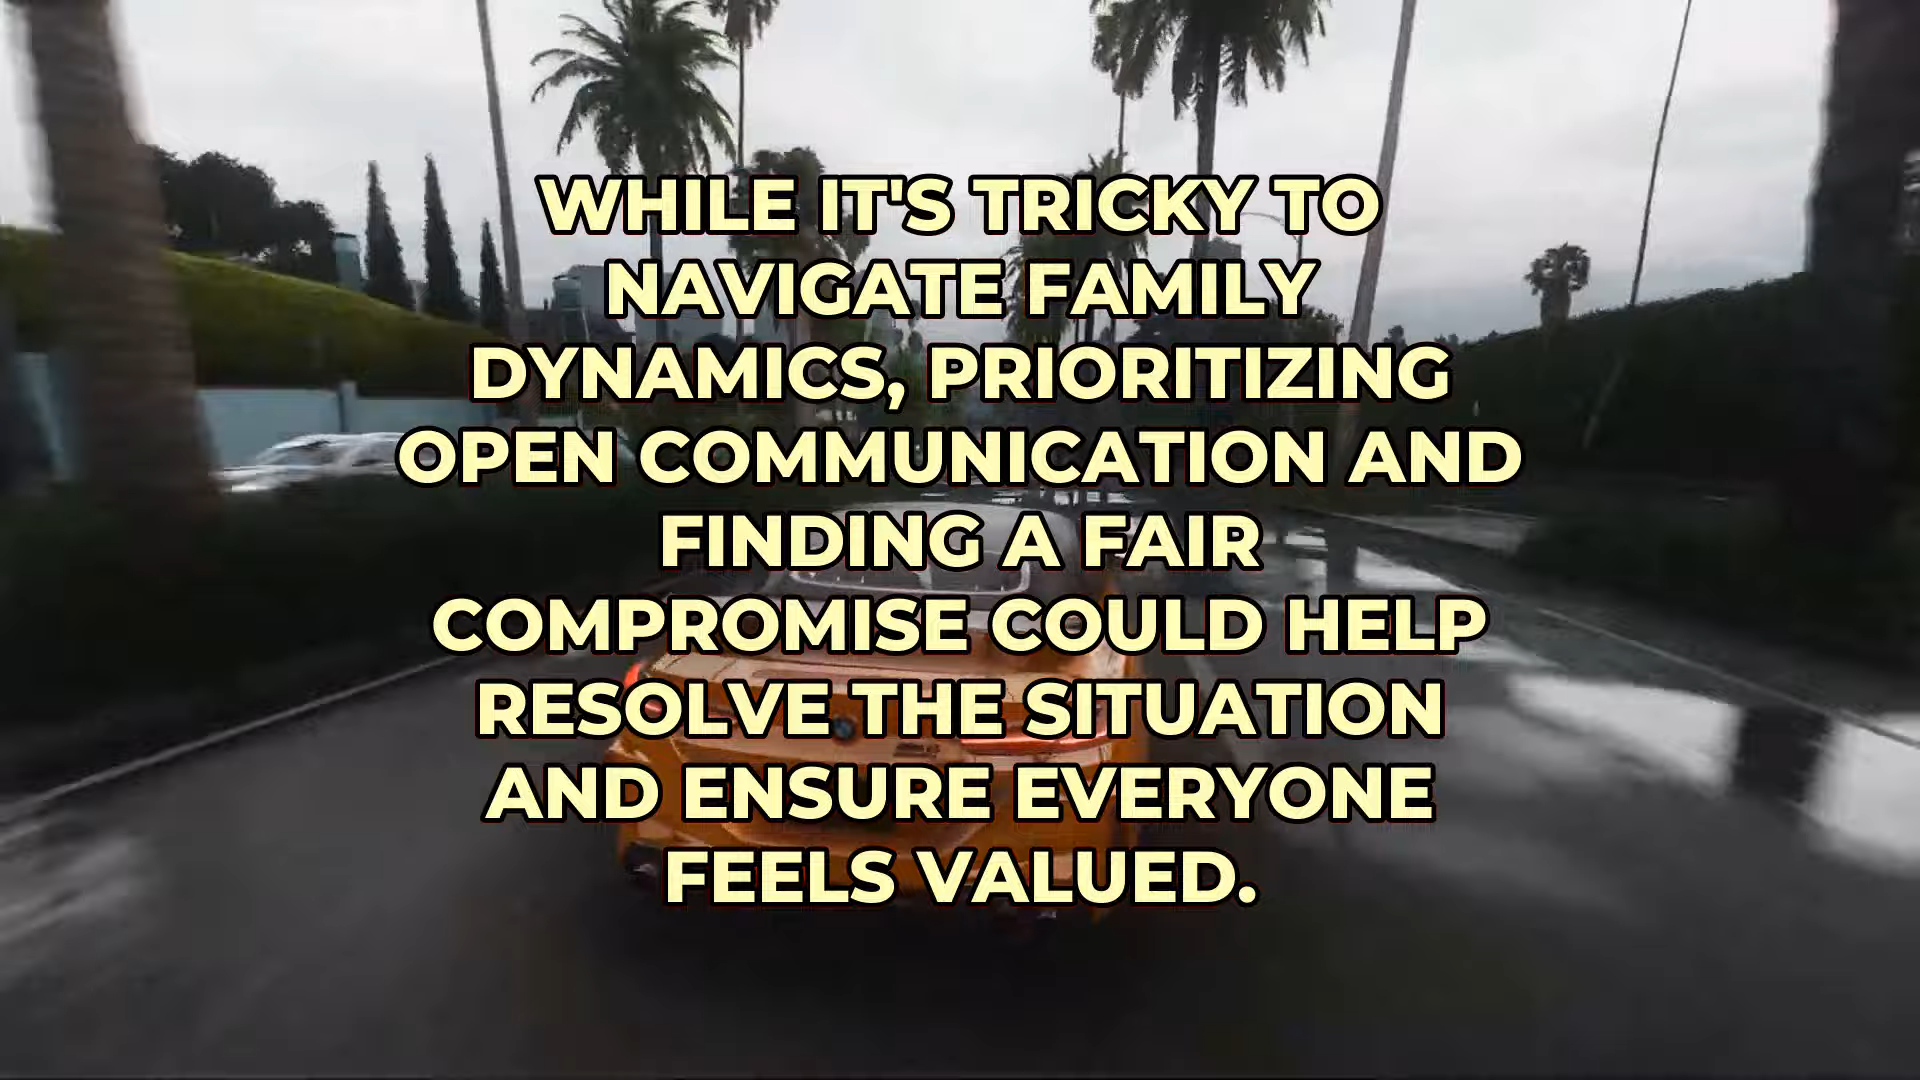 WHILE IT'S TRICKY TO
NAVIGATE FAMILY
DYNAMICS, PRIORITIZING
OPEN COMMUNICATION AND
FINDING A FAIR
COMPROMISE COULD HELP
RESOLVE THE SITUATION
AND ENSURE EVERYONE
FEELS VALUED.